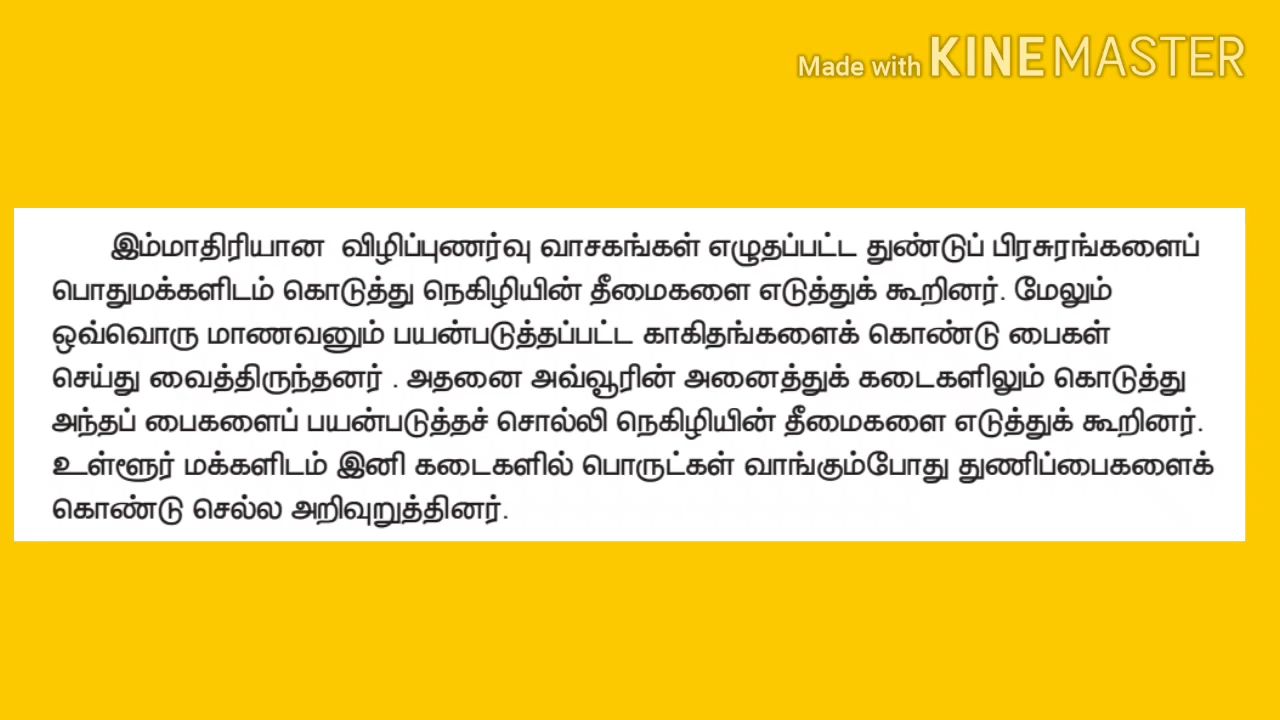 Made with KINEMASTER
இம்மாதிரியான விழிப்புணர்வு வாசகங்கள் எழுதப்பட்ட துண்டுப் பிரசுரங்களைப்
பொதுமக்களிடம் கொடுத்து நெகிழியின் தீமைகளை எடுத்துக் கூறினர். மேலும்
ஒவ்வொரு மாணவனும் பயன்படுத்தப்பட்ட காகிதங்களைக் கொண்டு பைகள்
செய்து வைத்திருந்தனர் . அதனை அவ்வூரின் அனைத்துக் கடைகளிலும் கொடுத்து
அந்தப் பைகளைப் பயன்படுத்தச் சொல்லி நெகிழியின் தீமைகளை எடுத்துக் கூறினர்.
உள்ளூர் மக்களிடம் இனி கடைகளில் பொருட்கள் வாங்கும்போது துணிப்பைகளைக்
கொண்டு செல்ல அறிவுறுத்தினர்.